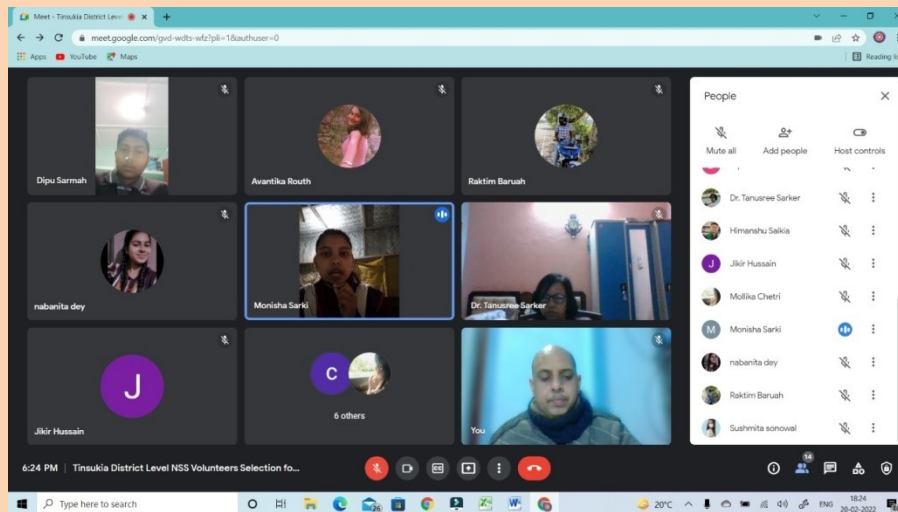 Meet - Tinsukia District Level
meet.google.com/gvd-wdts-wfz?pli=1&authuser=0
Apps YouTube Maps Reading li
Dipu Sarmah
Avantika Routh
Raktim Baruah
nabanita dey
Monisha Sarki
Dr. Tanusree Sarker
J
Jikir Hussain
C
6 others
You
People
Mute all Add people Host controls
Dr. Tanusree Sarker
Himanshu Saikia
J Jikir Hussain
Mollika Chetri
M Monisha Sarki
nabanita dey
Raktim Baruah
Sushmita sonowal
6:24 PM | Tinsukia District Level NSS Volunteers Selection fo...
14
Type here to search
26
20°C
ENG
18:24
20-02-2022